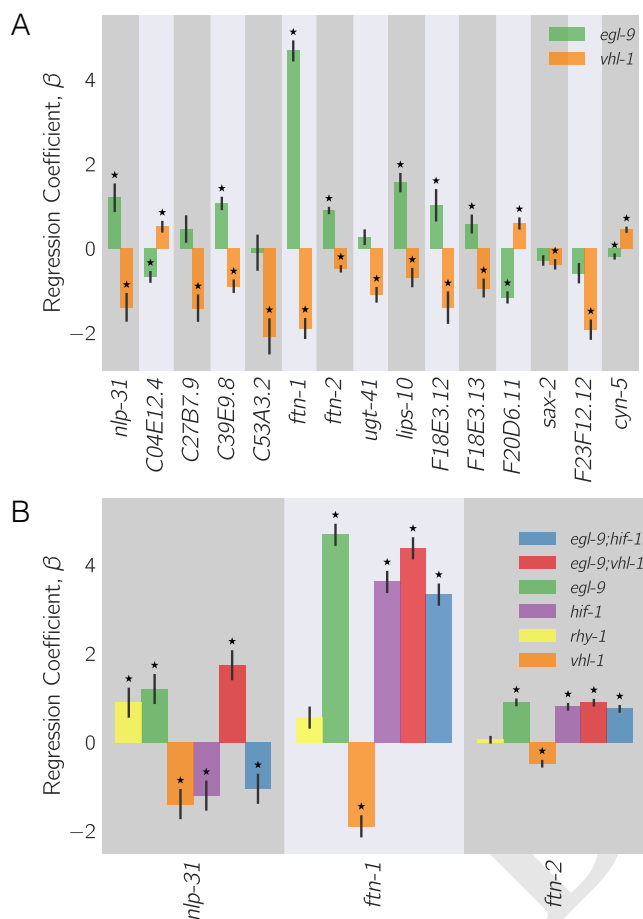 A
egl-9
vhl-1
Regression Coefficient, β
4
2
0
−2
nlp-31
C04E12.4
C27B7.9
C39E9.8
C53A3.2
ftn-1
ftn-2
ugt-41
lips-10
F18E3.12
F18E3.13
F20D6.11
sax-2
F23F12.12
cyn-5
B
egl-9;hif-1
egl-9;vhl-1
egl-9
hif-1
rhy-1
vhl-1
Regression Coefficient, β
4
2
0
−2
nlp-31
ftn-1
ftn-2